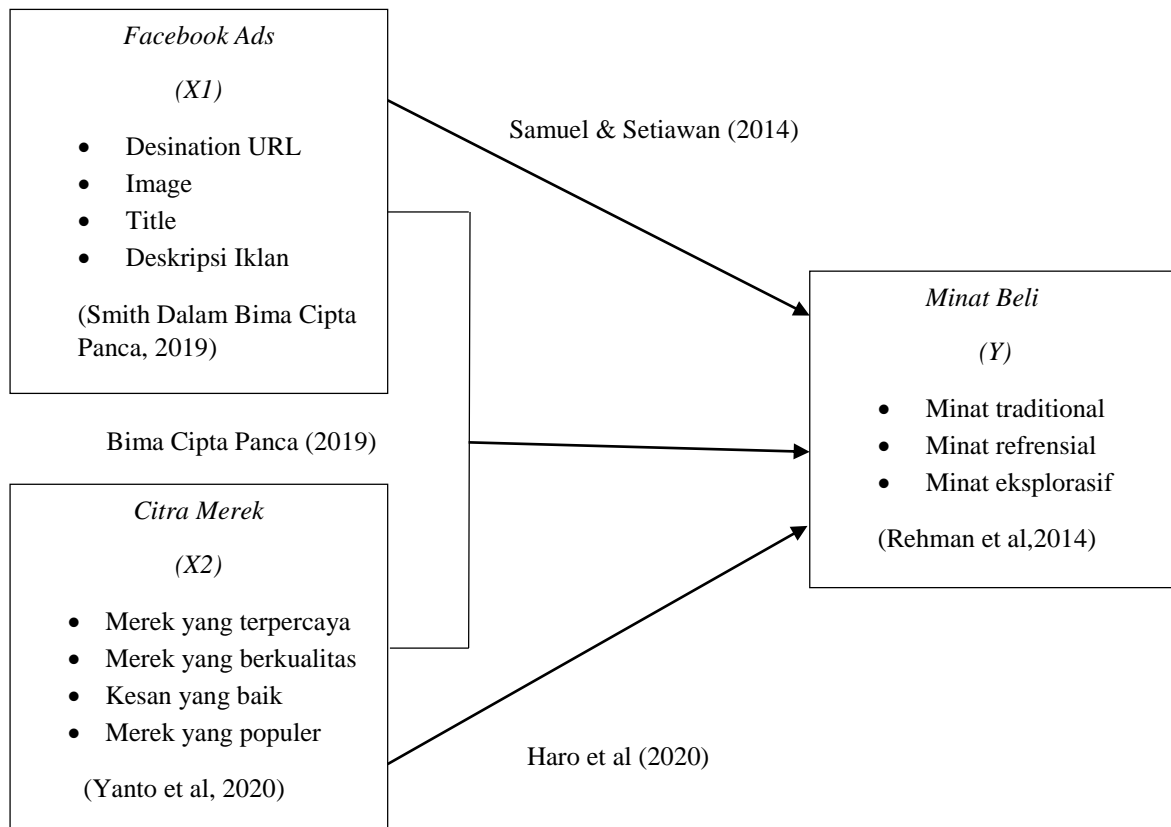 Facebook Ads
(X1)
• Desination URL
• Image
• Title
• Deskripsi Iklan
(Smith Dalam Bima Cipta
Panca, 2019)
Samuel & Setiawan (2014)
Bima Cipta Panca (2019)
Citra Merek
(X2)
• Merek yang terpercaya
• Merek yang berkualitas
• Kesan yang baik
• Merek yang populer
(Yanto et al, 2020)
Haro et al (2020)
Minat Beli
(Y)
• Minat traditional
• Minat refrensial
• Minat eksplorasif
(Rehman et al,2014)